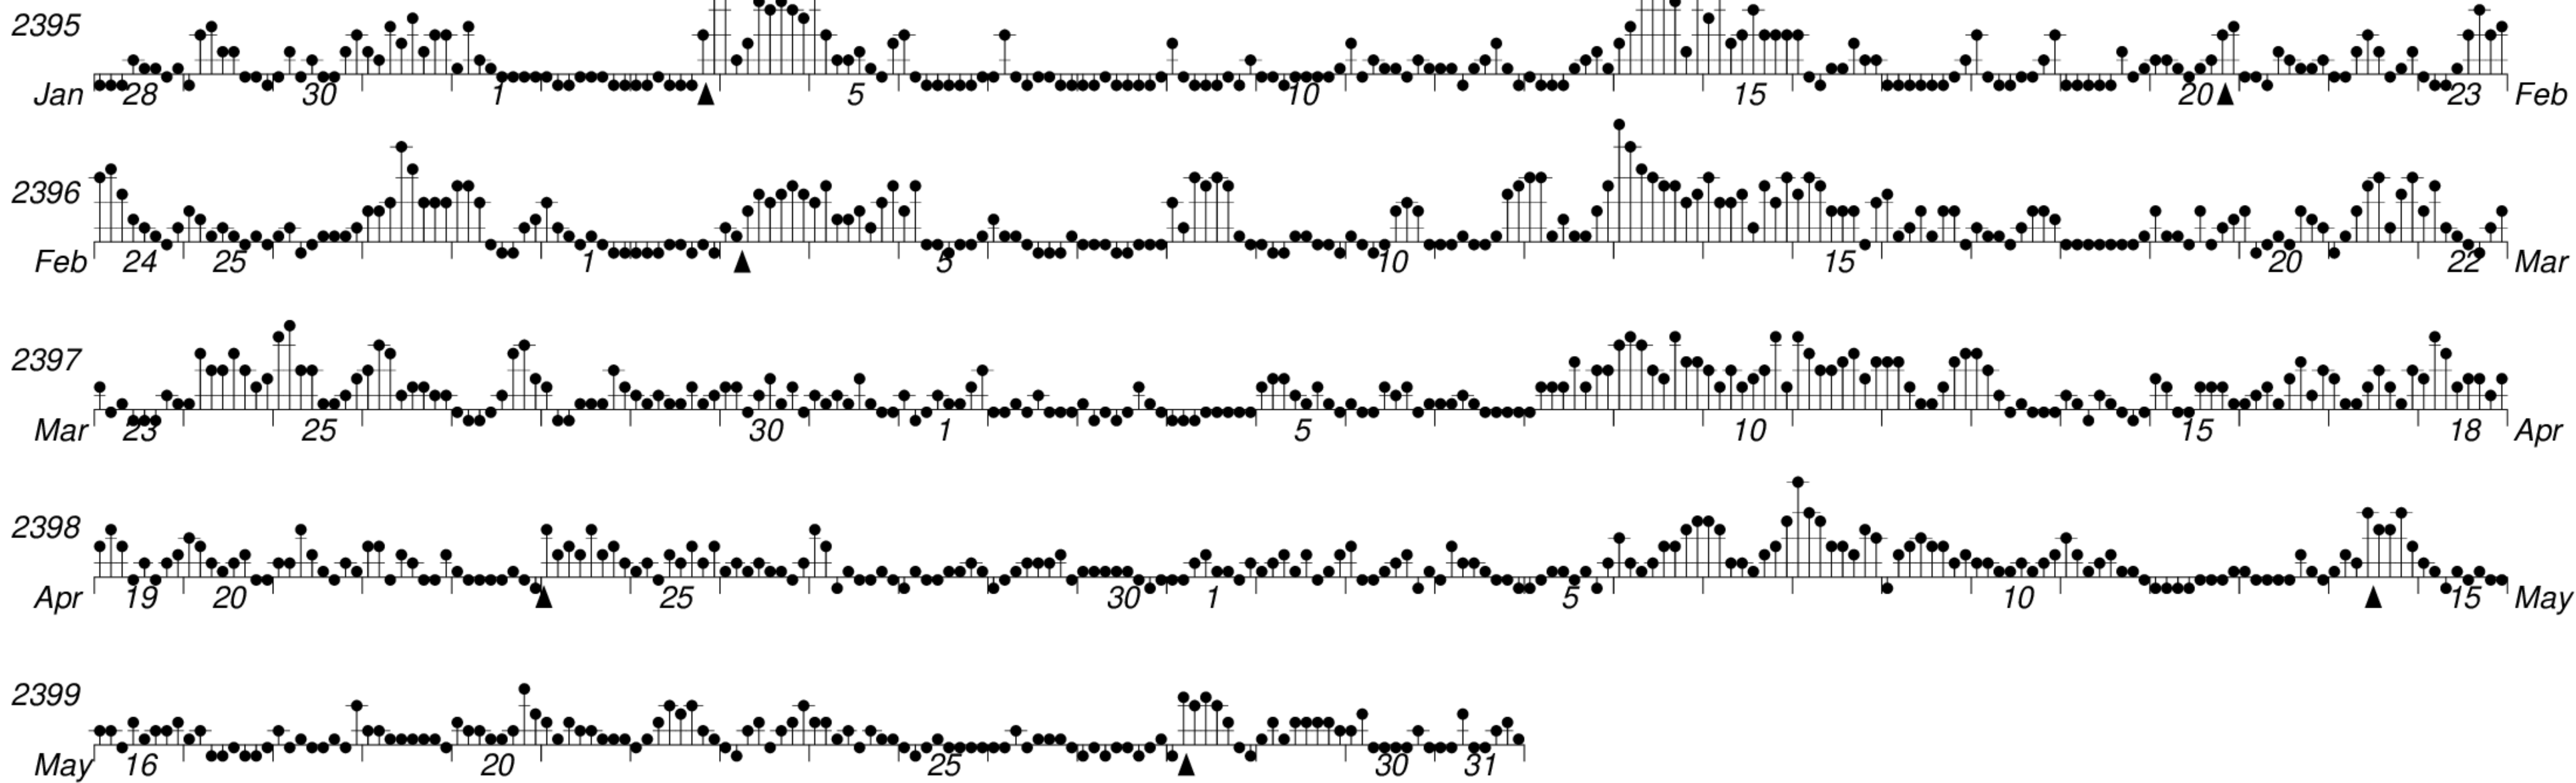 2395
Jan 28 30 1 5 10 15 20 23 Feb
2396
Feb 24 25 1 5 10 15 20 22 Mar
2397
Mar 23 25 30 1 5 10 15 18 Apr
2398
Apr 19 20 25 30 1 5 10 15 May
2399
May 16 20 25 30 31